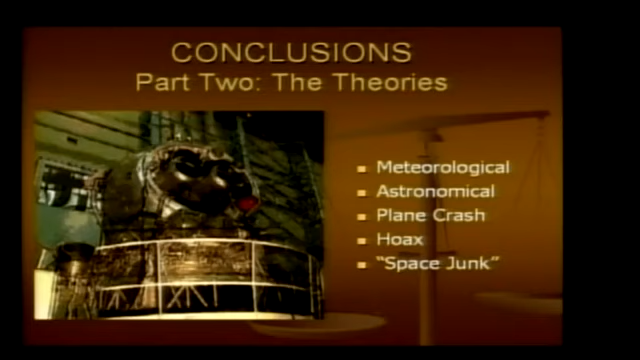 CONCLUSIONS
Part Two: The Theories
Meteorological
Astronomical
Plane Crash
Hoax
“Space Junk”